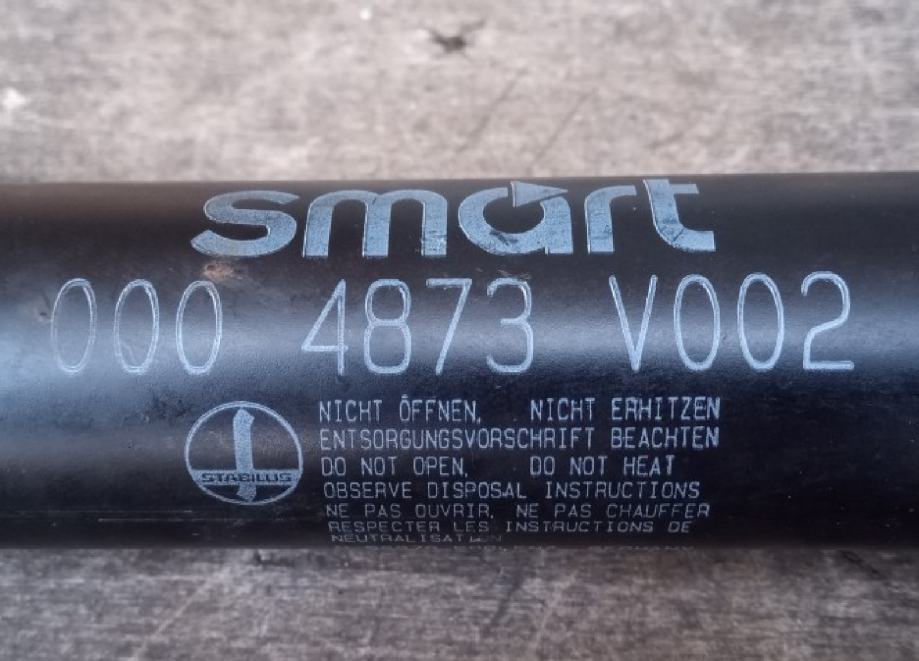 smart
000 4873 V002
STABILUS
NICHT ÖFFNEN, NICHT ERHITZEN
ENTSORGUNGSVORSCHRIFT BEACHTEN
DO NOT OPEN, DO NOT HEAT
OBSERVE DISPOSAL INSTRUCTIONS
NE PAS OUVRIR, NE PAS CHAUFFER
RESPECTER LES INSTRUCTIONS DE
NEUTRALISATION